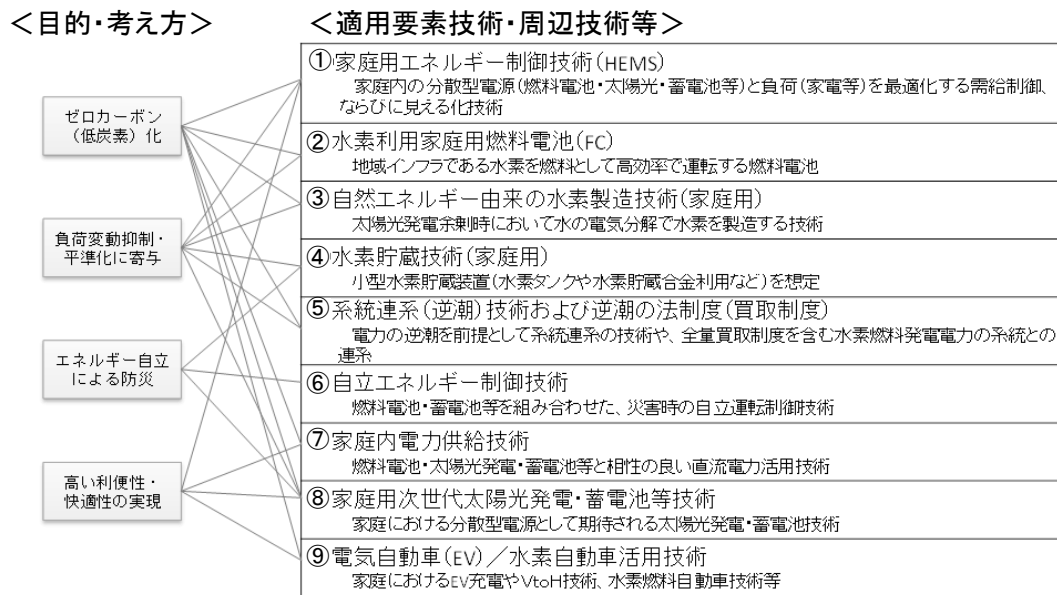 ＜目的・考え方＞
＜適用要素技術・周辺技術等＞
ゼロカーボン
（低炭素）化
負荷変動抑制・
平準化に寄与
エネルギー自立
による防災
高い利便性・
快適性の実現
①家庭用エネルギー制御技術(HEMS)
家庭内の分散型電源(燃料電池・太陽光・蓄電池等)と負荷(家電等)を最適化する需給制御、
ならびに見える化技術
②水素利用家庭用燃料電池(FC)
地域インフラである水素を燃料として高効率で運転する燃料電池
③自然エネルギー由来の水素製造技術(家庭用)
太陽光発電余剰時において水の電気分解で水素を製造する技術
④水素貯蔵技術(家庭用)
小型水素貯蔵装置(水素タンクや水素貯蔵合金利用など)を想定
⑤系統連系(逆潮)技術および逆潮の法制度(買取制度)
電力の逆潮を前提として系統連系の技術や、全量買取制度を含む水素燃料発電電力の系統との
連系
⑥自立エネルギー制御技術
燃料電池・蓄電池等を組み合わせた、災害時の自立運転制御技術
⑦家庭内電力供給技術
燃料電池・太陽光発電・蓄電池等と相性の良い直流電力活用技術
⑧家庭用次世代太陽光発電・蓄電池等技術
家庭における分散型電源として期待される太陽光発電・蓄電池技術
⑨電気自動車(EV)／水素自動車活用技術
家庭におけるEV充電やVtoH技術、水素燃料自動車技術等